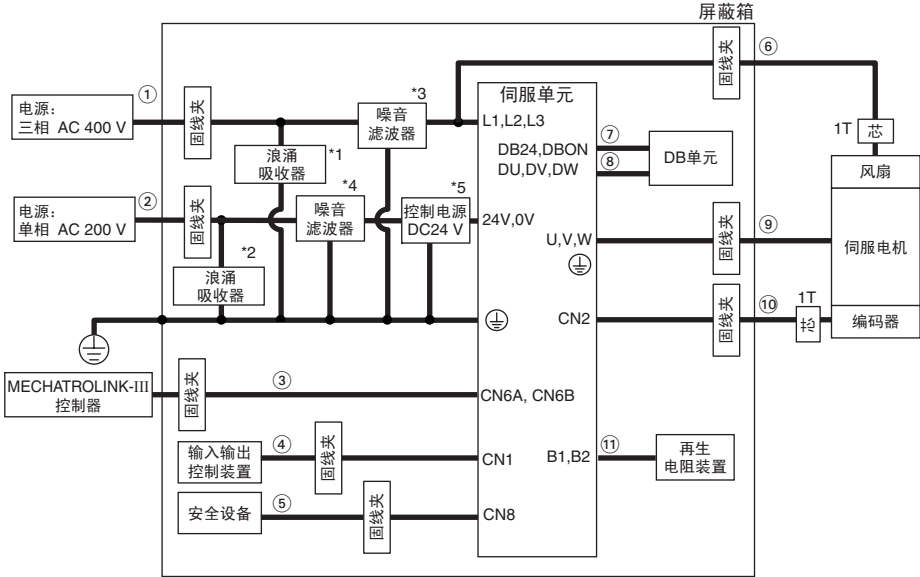 屏蔽箱
⑥
固线夹
伺服单元
①
电源：
三相 AC 400 V
固线夹
*3
噪音
滤波器
L1,L2,L3
1T
芯
浪涌
吸收器
*1
DB24,DBON
⑦
DU,DV,DW
⑧
DB单元
风扇
②
电源：
单相 AC 200 V
固线夹
*4
噪音
滤波器
*5
控制电源
DC24 V
24V,0V
U,V,W
固线夹
⑨
伺服电机
*2
浪涌
吸收器
CN2
固线夹
⑩
1T
芯
编码器
MECHATROLINK-III
控制器
固线夹
③
CN6A, CN6B
输入输出
控制装置
④
固线夹
CN1
B1,B2
⑪
再生
电阻装置
安全设备
⑤
固线夹
CN8